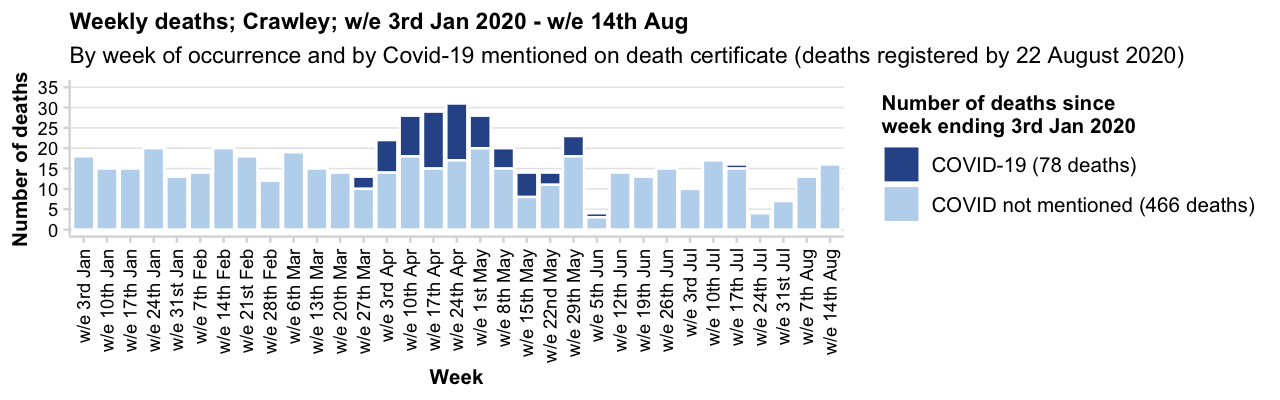 Weekly deaths; Crawley; w/e 3rd Jan 2020 - w/e 14th Aug
By week of occurrence and by Covid-19 mentioned on death certificate (deaths registered by 22 August 2020)
Number of deaths
35
30
25
20
15
10
5
0
w/e 3rd Jan
w/e 10th Jan
w/e 17th Jan
w/e 24th Jan
w/e 31st Jan
w/e 7th Feb
w/e 14th Feb
w/e 21st Feb
w/e 28th Feb
w/e 6th Mar
w/e 13th Mar
w/e 20th Mar
w/e 27th Mar
w/e 3rd Apr
w/e 10th Apr
w/e 17th Apr
w/e 24th Apr
w/e 1st May
w/e 8th May
w/e 15th May
w/e 22nd May
w/e 29th May
w/e 5th Jun
w/e 12th Jun
w/e 19th Jun
w/e 26th Jun
w/e 3rd Jul
w/e 10th Jul
w/e 17th Jul
w/e 24th Jul
w/e 31st Jul
w/e 7th Aug
w/e 14th Aug
Week
Number of deaths since
week ending 3rd Jan 2020
COVID-19 (78 deaths)
COVID not mentioned (466 deaths)